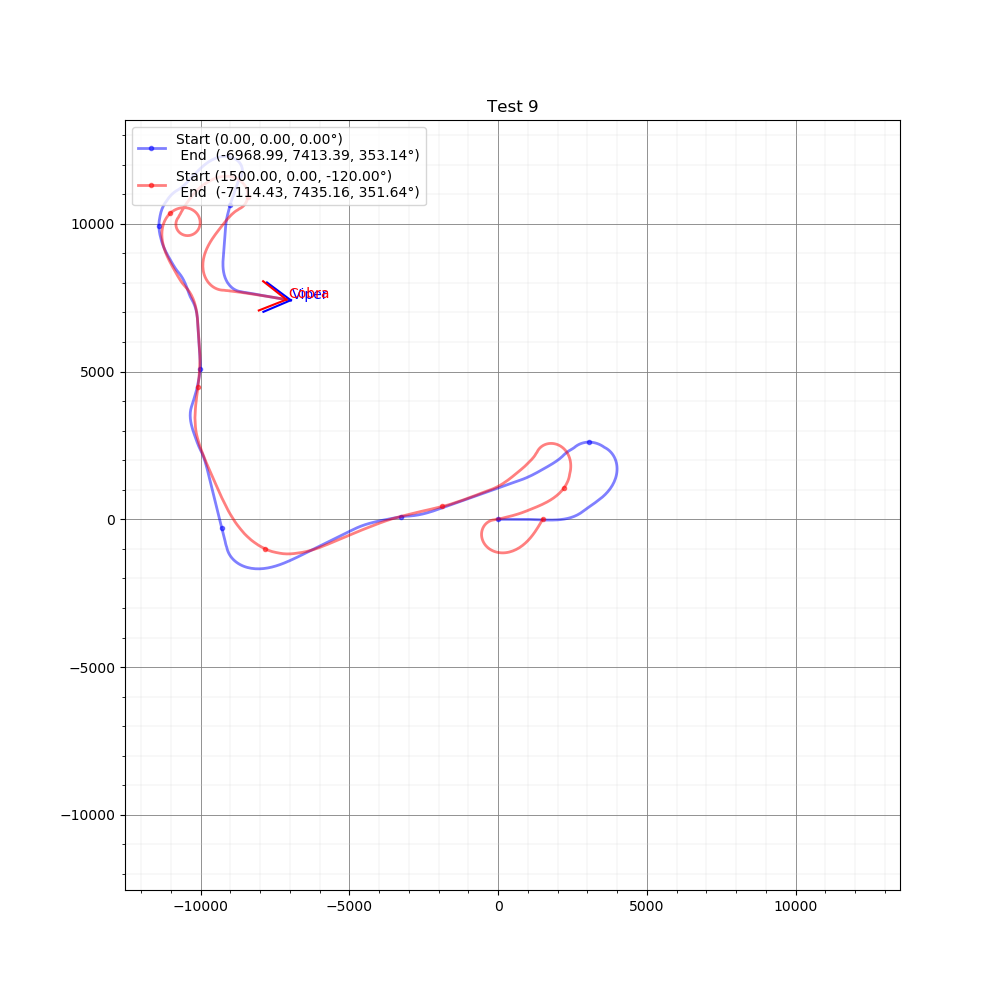 Test 9
Start (0.00, 0.00, 0.00°)
End (-6968.99, 7413.39, 353.14°)
Start (1500.00, 0.00, -120.00°)
End (-7114.43, 7435.16, 351.64°)
10000
Cobra
Viper
5000
0
−5000
−10000
−10000 −5000 0 5000 10000